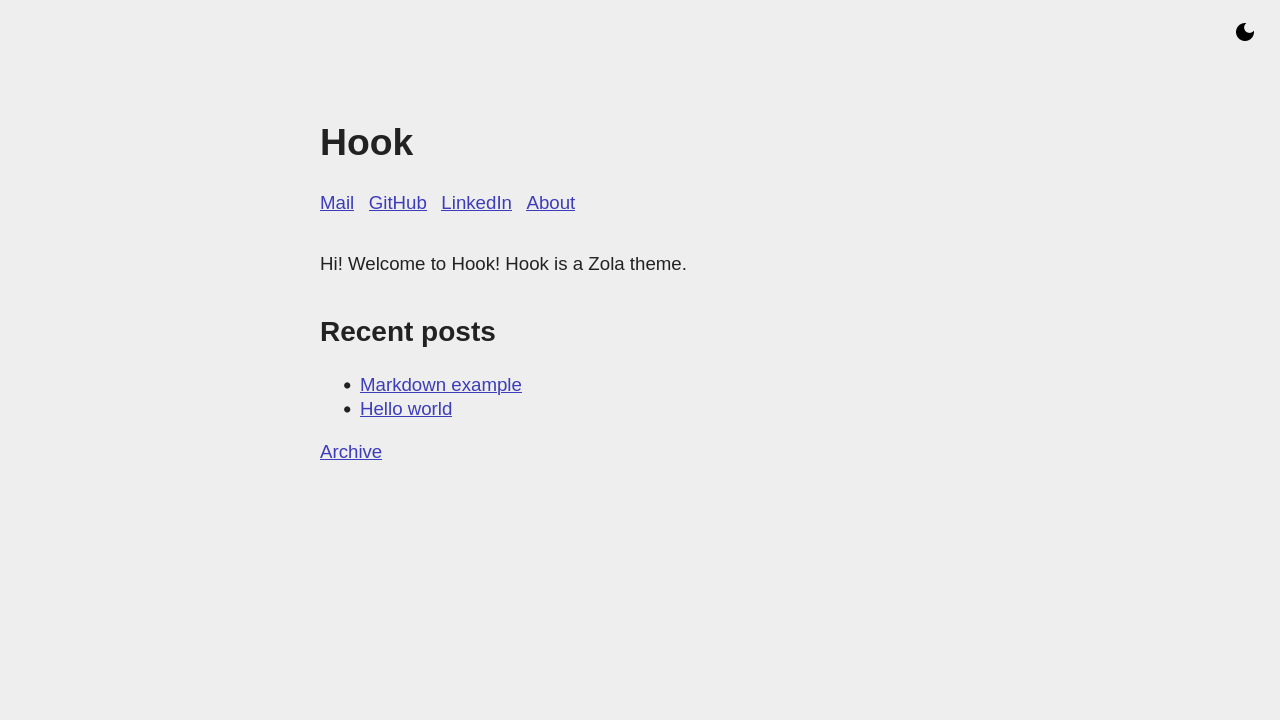 Hook
Mail GitHub LinkedIn About
Hi! Welcome to Hook! Hook is a Zola theme.
Recent posts
Markdown example
Hello world
Archive